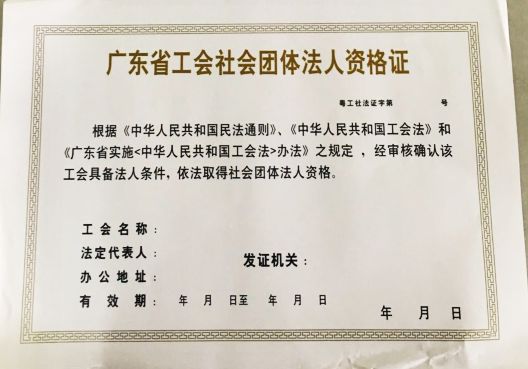 广东省工会社会团体法人资格证
粤工社法证字第 号
根据《中华人民共和国民法通则》、《中华人民共和国工会法》和
《广东省实施<中华人民共和国工会法>办法》之规定，经审核确认该
工会具备法人条件，依法取得社会团体法人资格。
工会名称：
法定代表人：
发证机关：
办公地址：
有效期： 年 月 日至 年 月 日
年 月 日